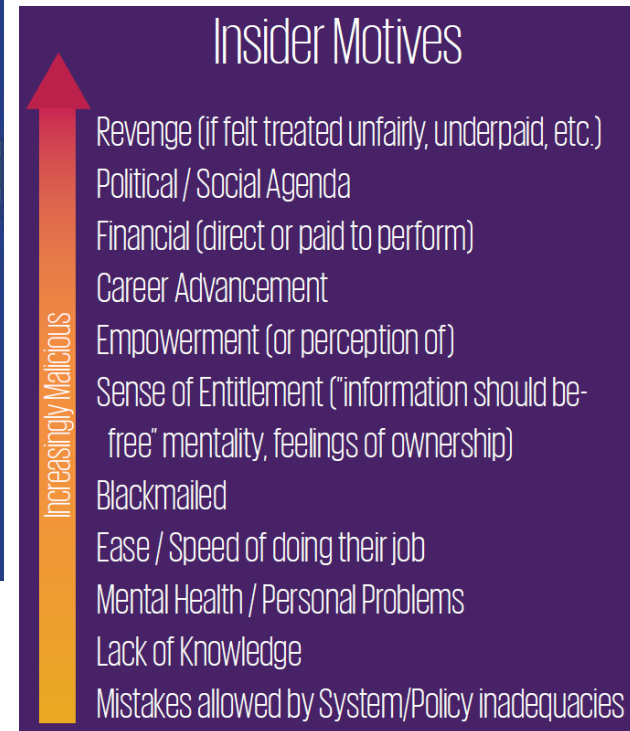 Insider Motives
Revenge (if felt treated unfairly, underpaid, etc.)
Political / Social Agenda
Financial (direct or paid to perform)
Career Advancement
Empowerment (or perception of)
Sense of Entitlement ("information should be-
free" mentality, feelings of ownership)
Blackmailed
Ease / Speed of doing their job
Mental Health / Personal Problems
Lack of Knowledge
Mistakes allowed by System/Policy inadequacies
Increasingly Malicious